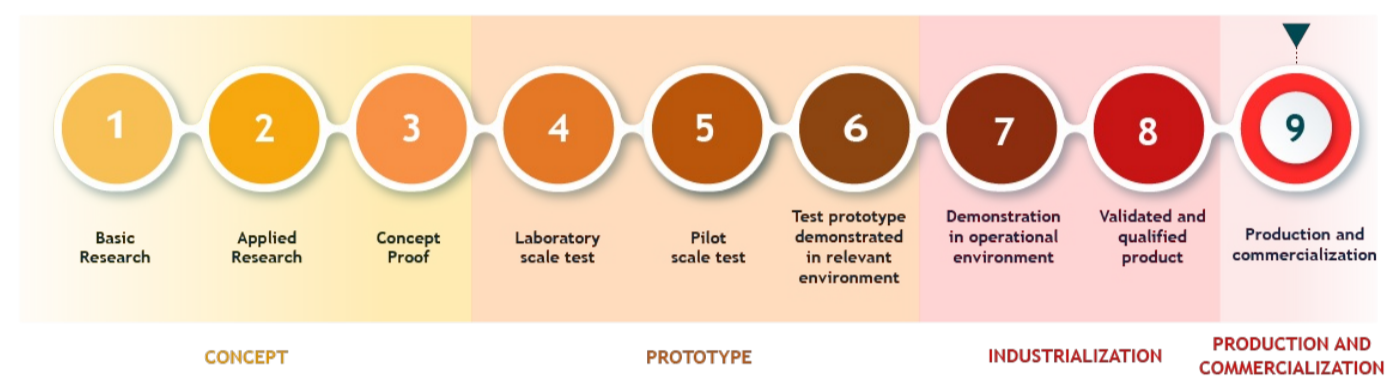 1
2
3
4
5
6
7
8
9
Basic
Research
Applied
Research
Concept
Proof
Laboratory
scale test
Pilot
scale test
Test prototype
demonstrated
in relevant
environment
Demonstration
in operational
environment
Validated and
qualified
product
Production and
commercialization
CONCEPT
PROTOTYPE
INDUSTRIALIZATION
PRODUCTION AND
COMMERCIALIZATION